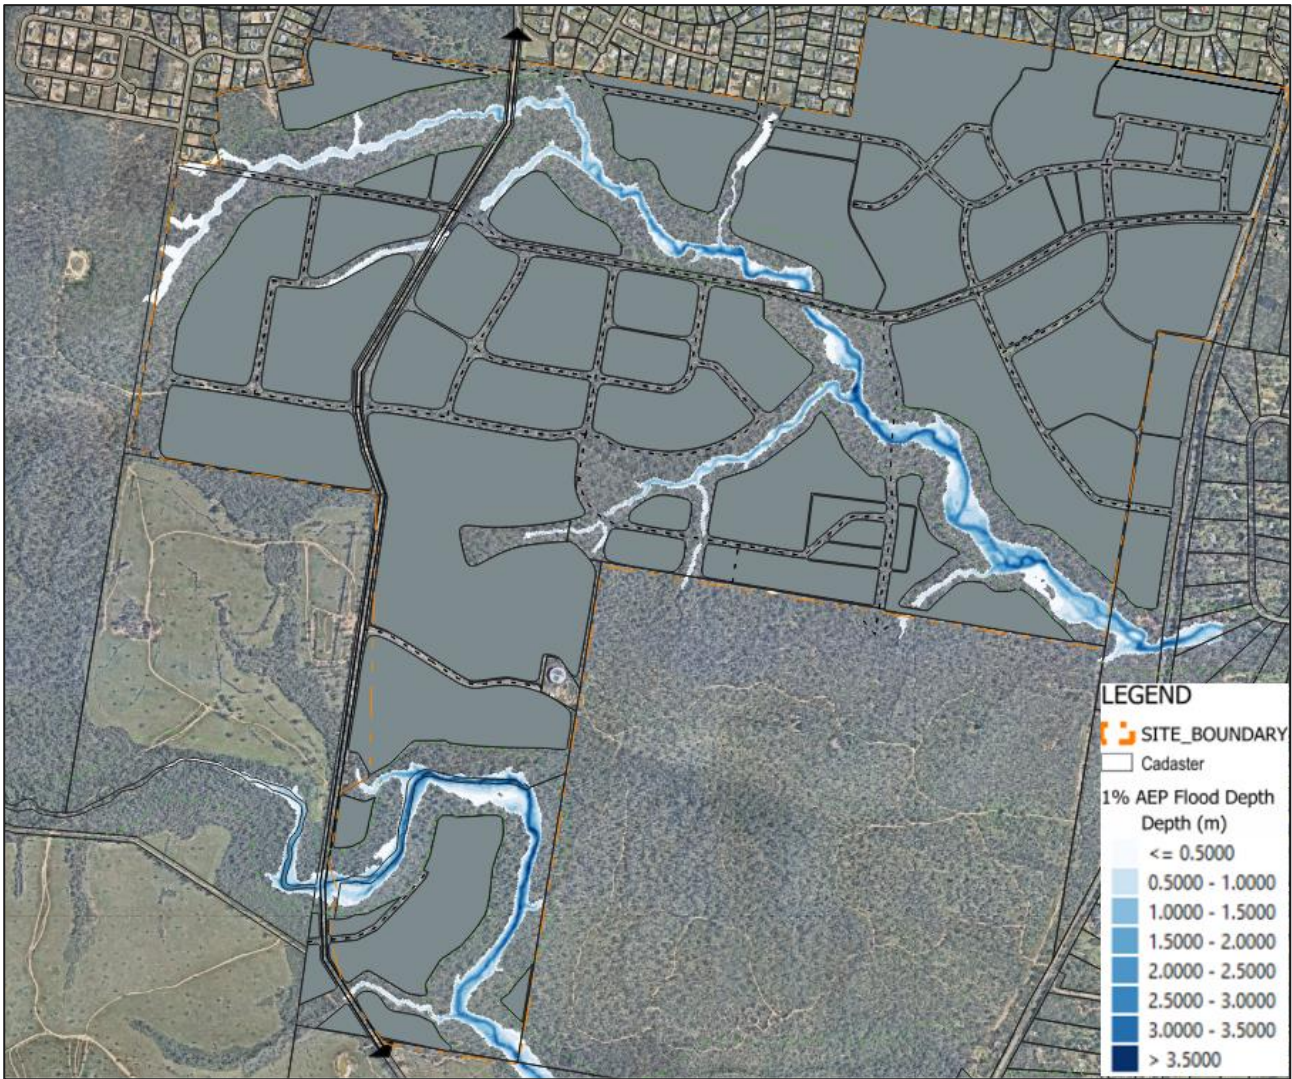 LEGEND
SITE_BOUNDARY
Cadaster
1% AEP Flood Depth
Depth (m)
<= 0.5000
0.5000 - 1.0000
1.0000 - 1.5000
1.5000 - 2.0000
2.0000 - 2.5000
2.5000 - 3.0000
3.0000 - 3.5000
> 3.5000